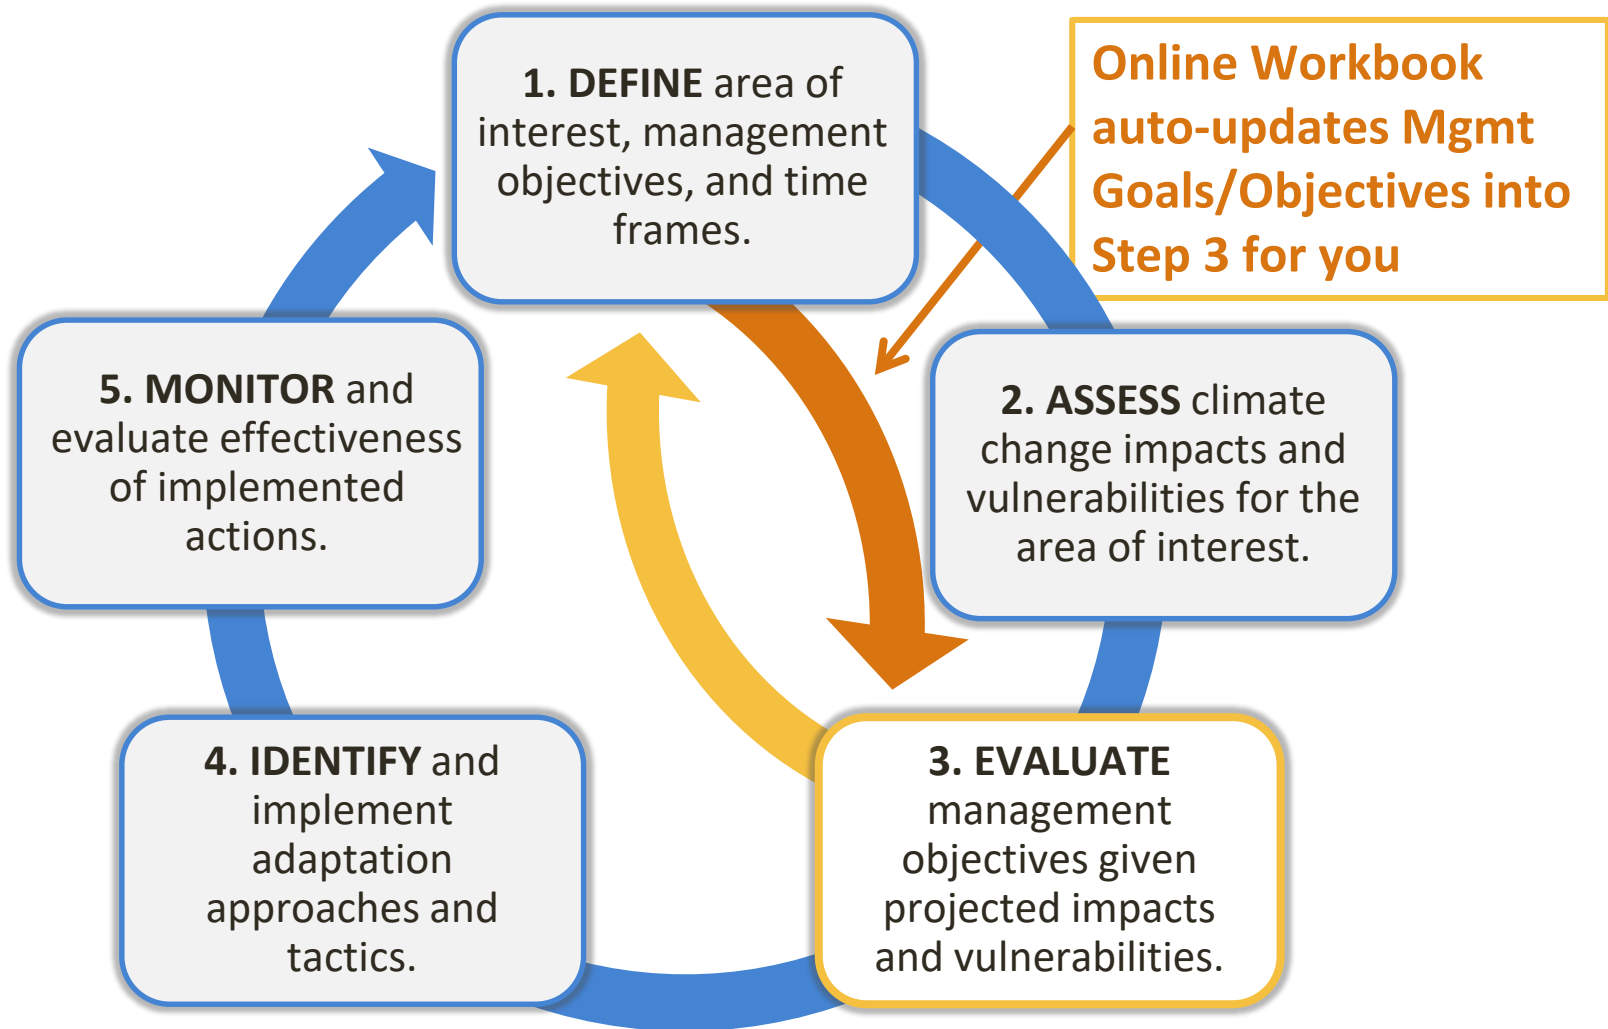 1. DEFINE area of
interest, management
objectives, and time
frames.
Online Workbook
auto-updates Mgmt
Goals/Objectives into
Step 3 for you
2. ASSESS climate
change impacts and
vulnerabilities for the
area of interest.
3. EVALUATE
management
objectives given
projected impacts
and vulnerabilities.
4. IDENTIFY and
implement
adaptation
approaches and
tactics.
5. MONITOR and
evaluate effectiveness
of implemented
actions.